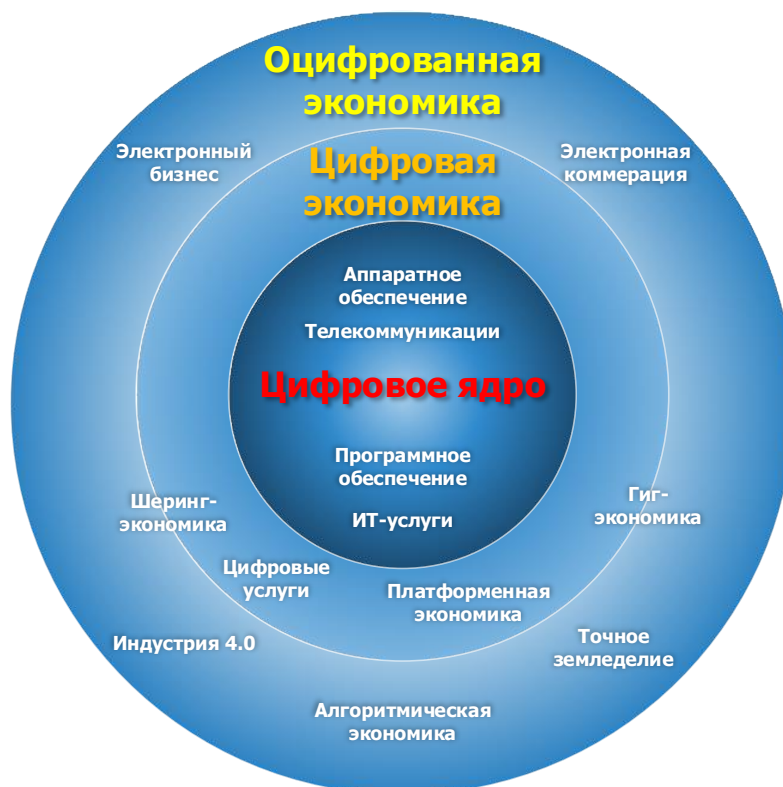 Оцифрованная
экономика
Электронный
бизнес
Цифровая
экономика
Электронная
коммерация
Аппаратное
обеспечение
Телекоммуникации
Цифровое ядро
Программное
обеспечение
ИТ-услуги
Шеринг-
экономика
Гиг-
экономика
Цифровые
услуги
Платформенная
экономика
Индустрия 4.0
Точное
земледелие
Алгоритмическая
экономика